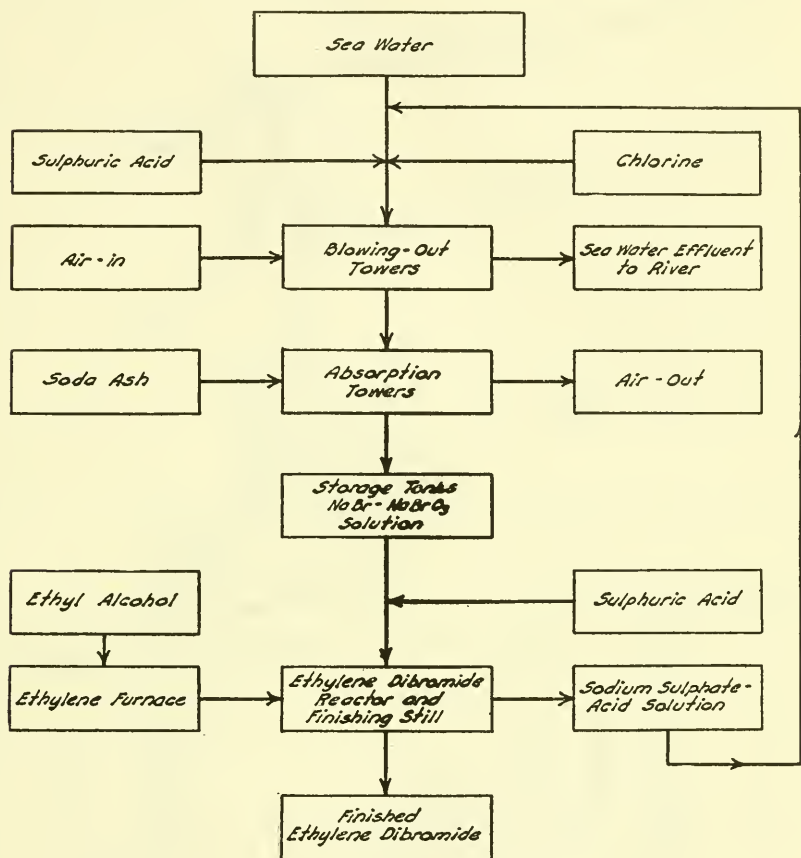 Sea Water
Sulphuric Acid
Chlorine
Air-in
Blowing-Out
Towers
Sea Water Effluent
to River
Soda Ash
Absorption
Towers
Air-Out
Storage Tanks
NaBr-NaBrO3
Solution
Ethyl Alcohol
Sulphuric Acid
Ethylene Furnace
Ethylene Dibromide
Reactor and
Finishing Still
Sodium Sulphate-
Acid Solution
Finished
Ethylene Dibromide